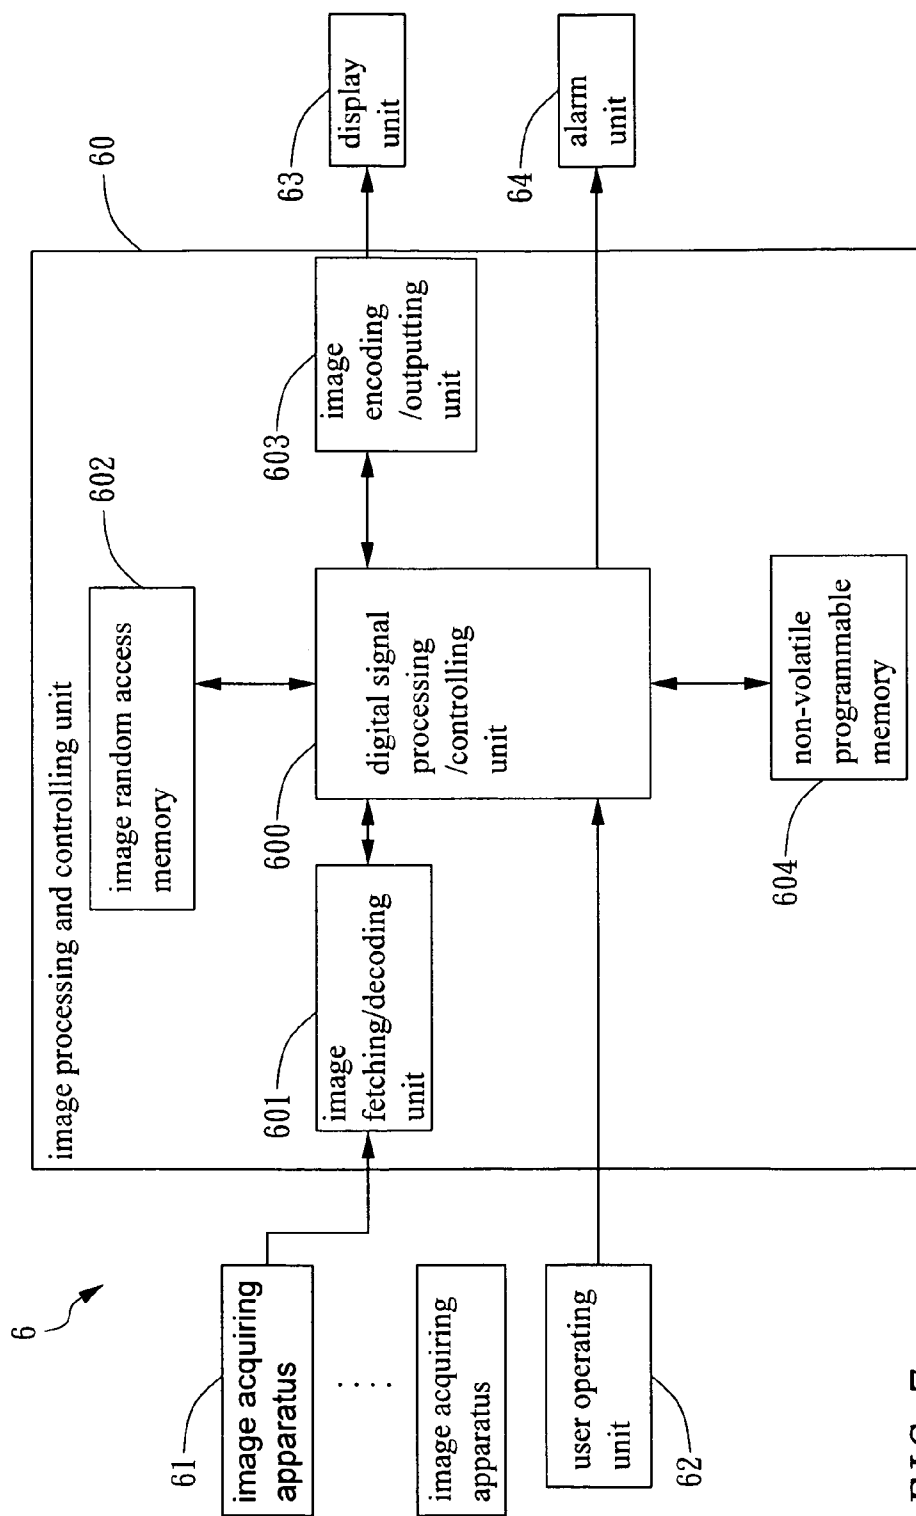 6
60
image processing and controlling unit
602
image random access
memory
61
image acquiring
apparatus
. . . .
image acquiring
apparatus
601
image
fetching/decoding
unit
600
digital signal
processing
/controlling
unit
603
image
encoding
/outputting
unit
63
display
unit
64
alarm
unit
user operating
unit
62
604
non-volatile
programmable
memory